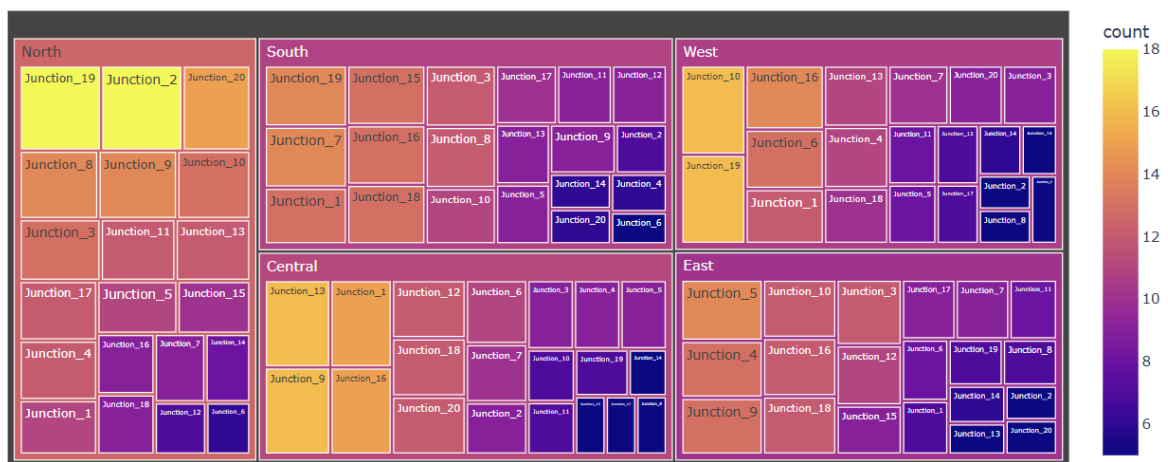 count
North
Junction_19
Junction_2
Junction_20
Junction_8
Junction_9
Junction_10
Junction_3
Junction_11
Junction_13
Junction_17
Junction_5
Junction_15
Junction_4
Junction_16
Junction_7
Junction_14
Junction_1
Junction_18
Junction_12
Junction_6
South
Junction_19
Junction_15
Junction_3
Junction_17
Junction_11
Junction_12
Junction_7
Junction_16
Junction_8
Junction_13
Junction_9
Junction_2
Junction_1
Junction_18
Junction_10
Junction_5
Junction_14
Junction_4
Junction_20
Junction_6
West
Junction_10
Junction_16
Junction_13
Junction_7
Junction_20
Junction_3
Junction_19
Junction_6
Junction_4
Junction_11
Junction_12
Junction_14
Junction_1
Junction_18
Junction_5
Junction_17
Junction_2
Junction_8
Central
Junction_13
Junction_1
Junction_12
Junction_6
Junction_3
Junction_4
Junction_5
Junction_9
Junction_16
Junction_18
Junction_7
Junction_10
Junction_19
Junction_14
Junction_20
Junction_2
Junction_11
East
Junction_5
Junction_10
Junction_3
Junction_17
Junction_7
Junction_11
Junction_4
Junction_16
Junction_12
Junction_6
Junction_19
Junction_8
Junction_9
Junction_18
Junction_15
Junction_1
Junction_14
Junction_2
Junction_13
Junction_20
18
16
14
12
10
8
6